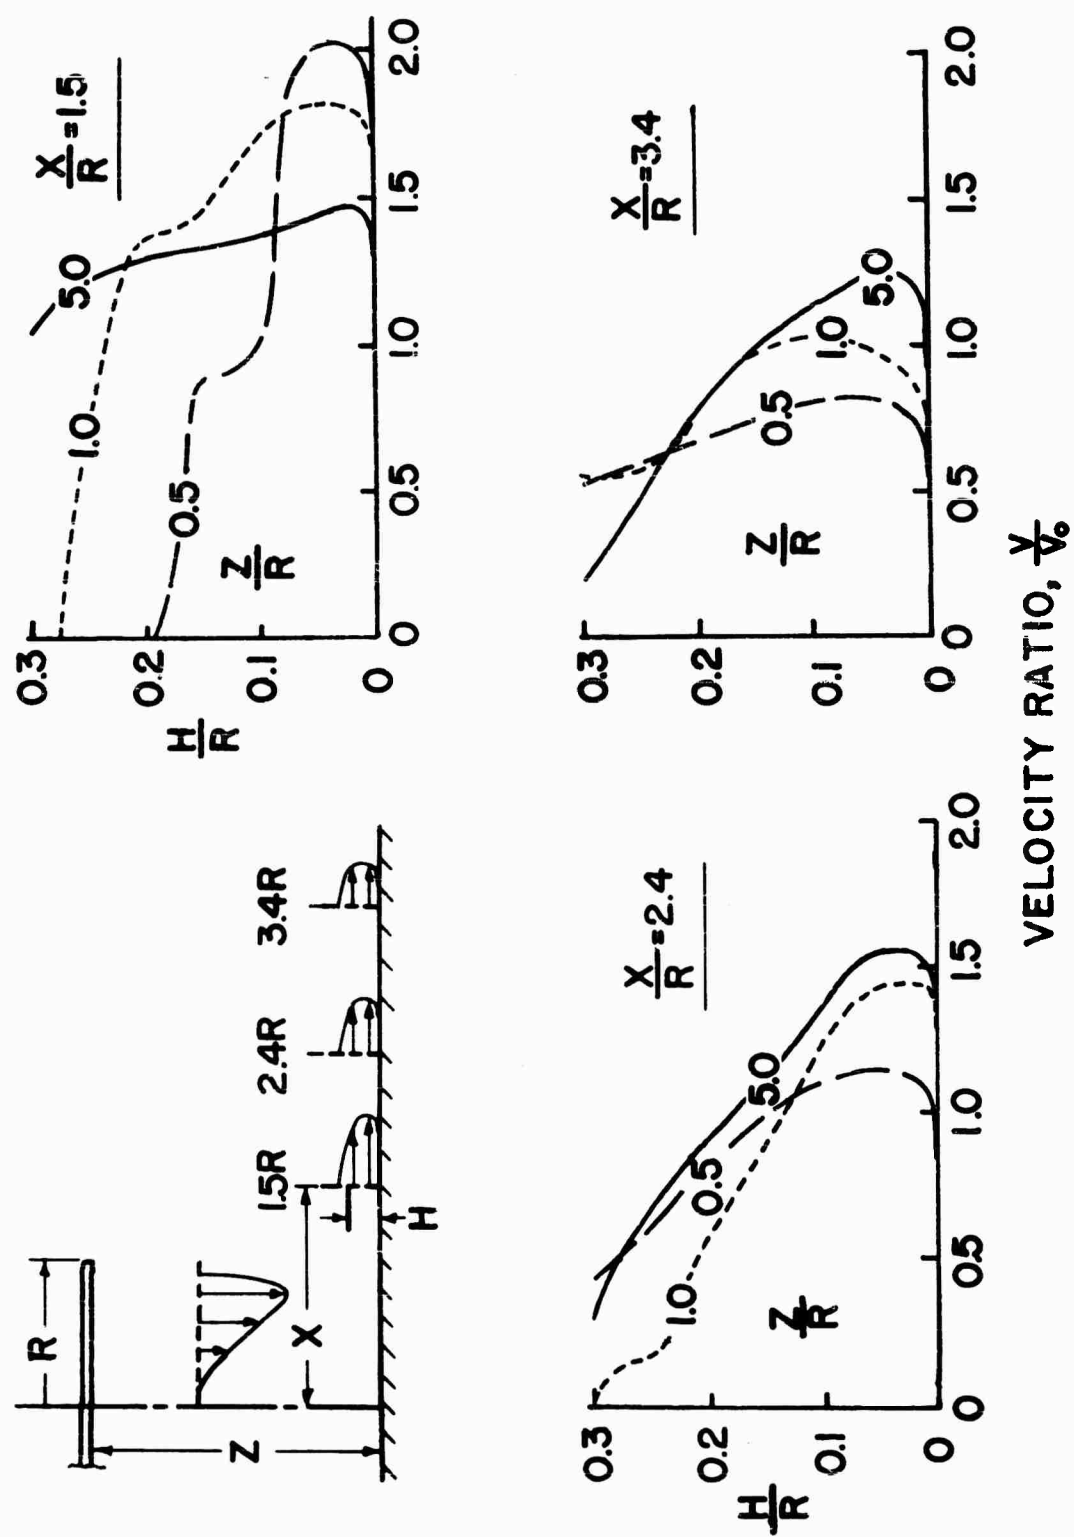 R
Z
X
H
1.5R 2.4R 3.4R
H/R
0.3
0.2
0.1
0
0 0.5 1.0 1.5 2.0
X/R = 1.5
5.0
1.0
0.5
Z/R
H/R
0.3
0.2
0.1
0
0 0.5 1.0 1.5 2.0
X/R = 2.4
5.0
0.5
1.0
Z/R
0.3
0.2
0.1
0
0 0.5 1.0 1.5 2.0
X/R = 3.4
0.5
1.0
5.0
Z/R
VELOCITY RATIO, V/V₀